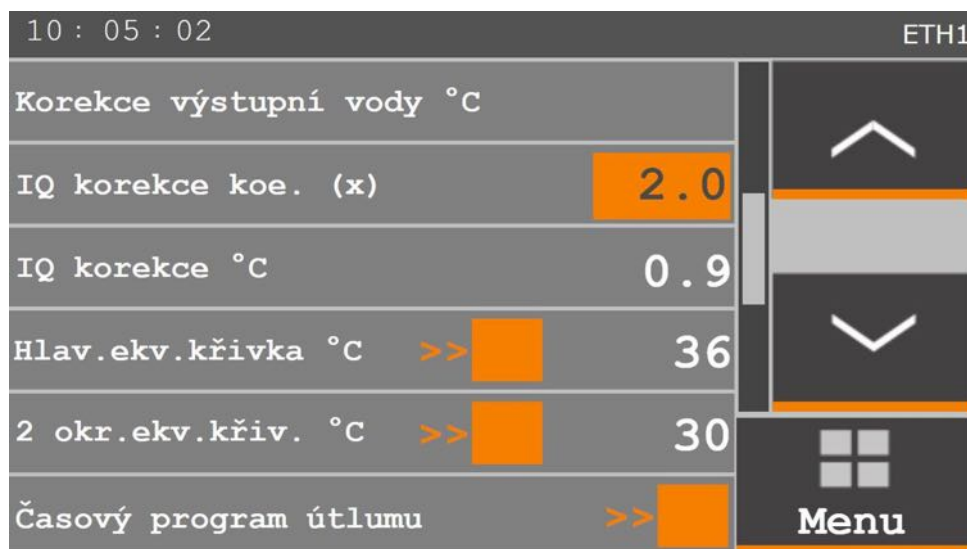 10 : 05 : 02 ETH1
Korekce výstupní vody °C
IQ korekce koe. (x) 2.0
IQ korekce °C 0.9
Hlav.ekv.křivka °C >> 36
2 okr.ekv.křiv. °C >> 30
Časový program útlumu >>
Menu